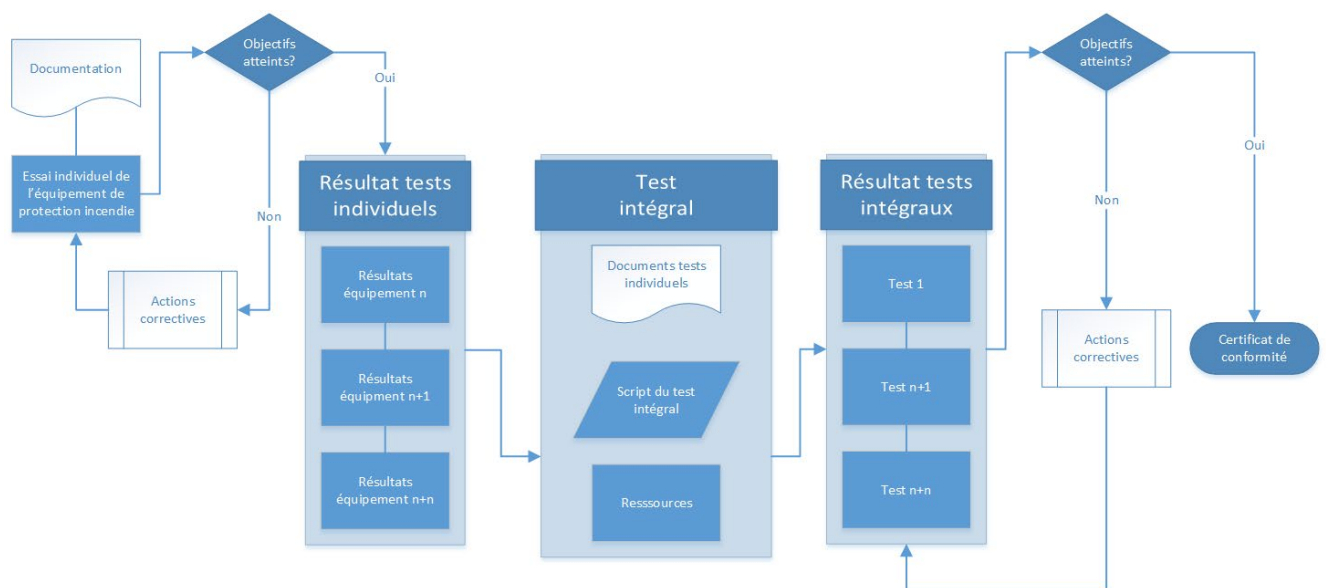 Documentation
Essai individuel de
l'équipement de
protection incendie
Actions
correctives
Objectifs
atteints?
Oui
Non
Résultat tests
individuels
Résultats
équipement n
Résultats
équipment n+1
Résultats
équipement n+n
Test
intégral
Documents tests
individuels
Script du test
intégral
Resssources
Résultat tests
intégraux
Test 1
Test n+1
Test n+n
Objectifs
atteints?
Non
Oui
Actions
correctives
Certificat de
conformité